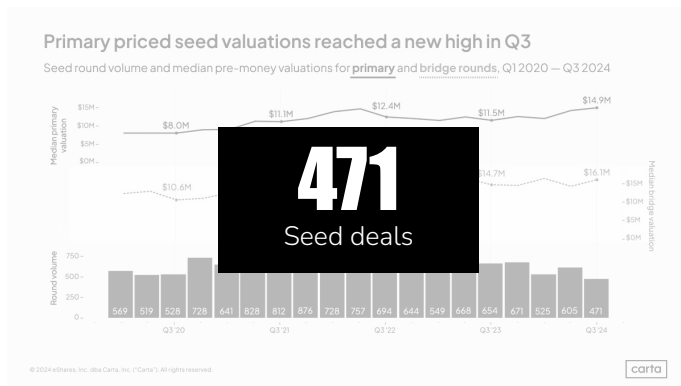 Primary priced seed valuations reached a new high in Q3
Seed round volume and median pre-money valuations for primary and bridge rounds, Q1 2020 — Q3 2024
Median primary
valuation
$15M
$10M
$5M
$0M
$8.0M
$11.1M
$12.4M
$11.5M
$14.9M
471
Seed deals
$10.6M
$14.7M
$16.1M
$15M
$10M
$5M
$0M
Median bridge valuation
Round volume
750
500
250
0
569 519 528 728 641 828 812 876 728 757 694 644 549 668 654 671 525 605 471
Q3 '20 Q3 '21 Q3 '22 Q3 '23 Q3 '24
© 2024 eShares, Inc. dba Carta, Inc. ("Carta"). All rights reserved.
carta